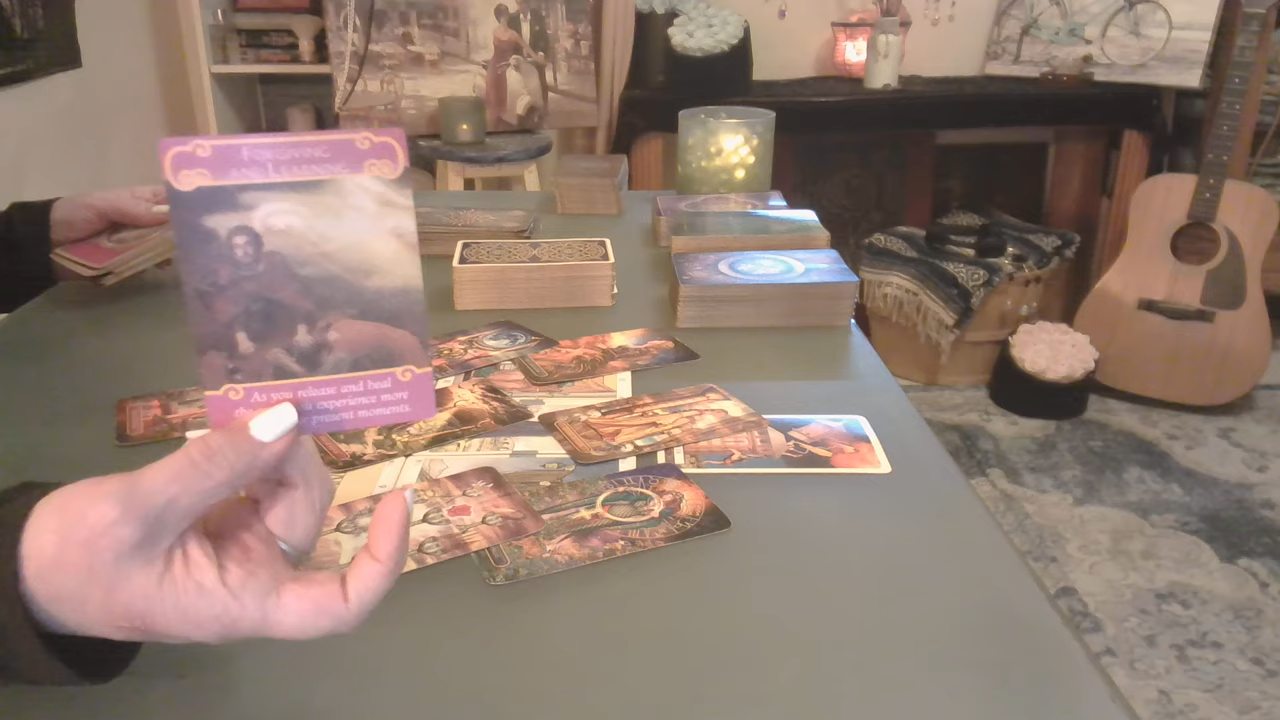 FORGIVING
AND LEARNING
As you release and heal
experience more
present moments.